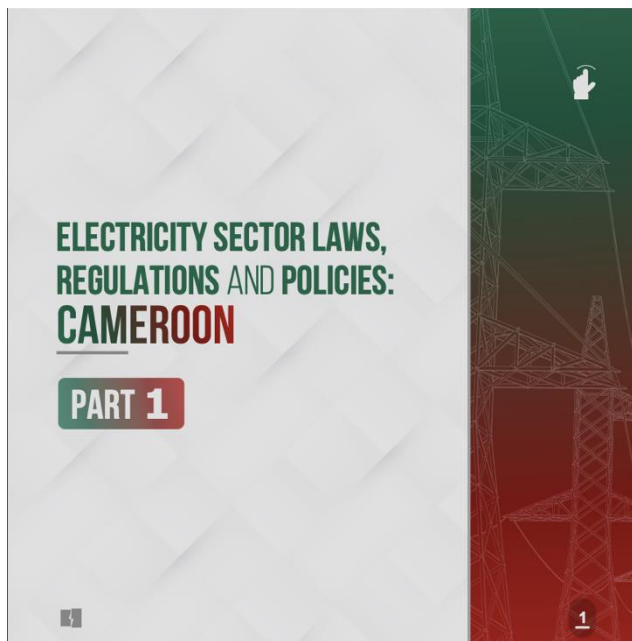 ELECTRICITY SECTOR LAWS,
REGULATIONS AND POLICIES:
CAMEROON
PART 1
1